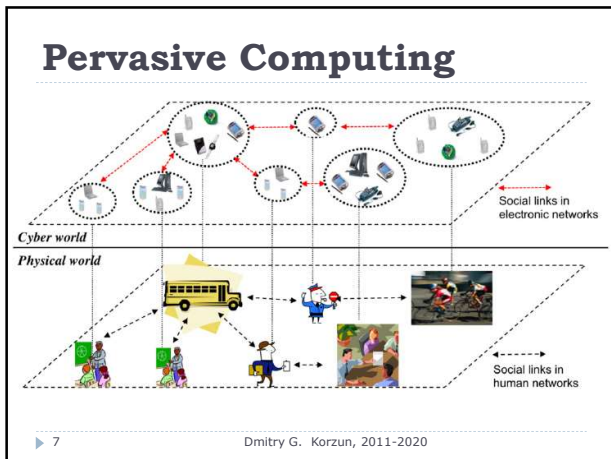 Pervasive Computing
Social links in
electronic networks
Cyber world
Physical world
Social links in
human networks
7
Dmitry G. Korzun, 2011-2020